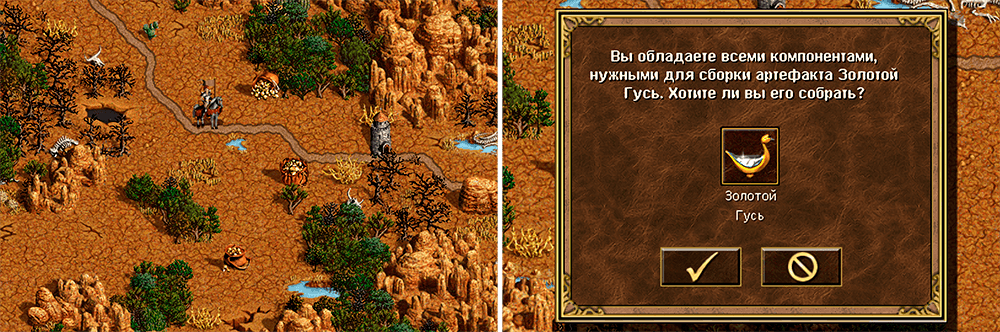 Вы обладаете всеми компонентами,
нужными для сборки артефакта Золотой
Гусь. Хотите ли вы его собрать?
Золотой
Гусь